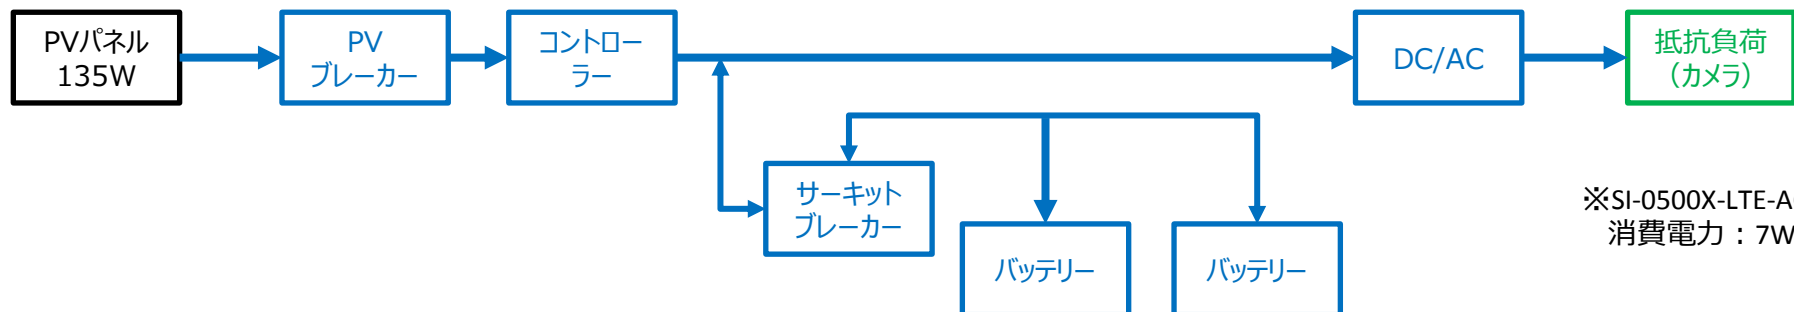 PVパネル
135W
PV
ブレーカー
コントロー
ラー
DC/AC
抵抗負荷
（カメラ）
サーキット
ブレーカー
バッテリー
バッテリー
※SI-0500X-LTE-A
消費電力：7W